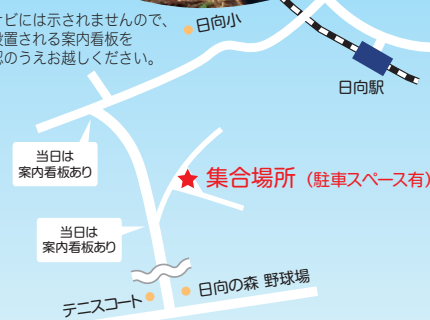 ナビには示されませんので、
設置される案内看板を
認のうえお越しください。
日向小
日向駅
当日は
案内看板あり
集合場所（駐車スペース有）
当日は
案内看板あり
日向の森 野球場
テニスコート